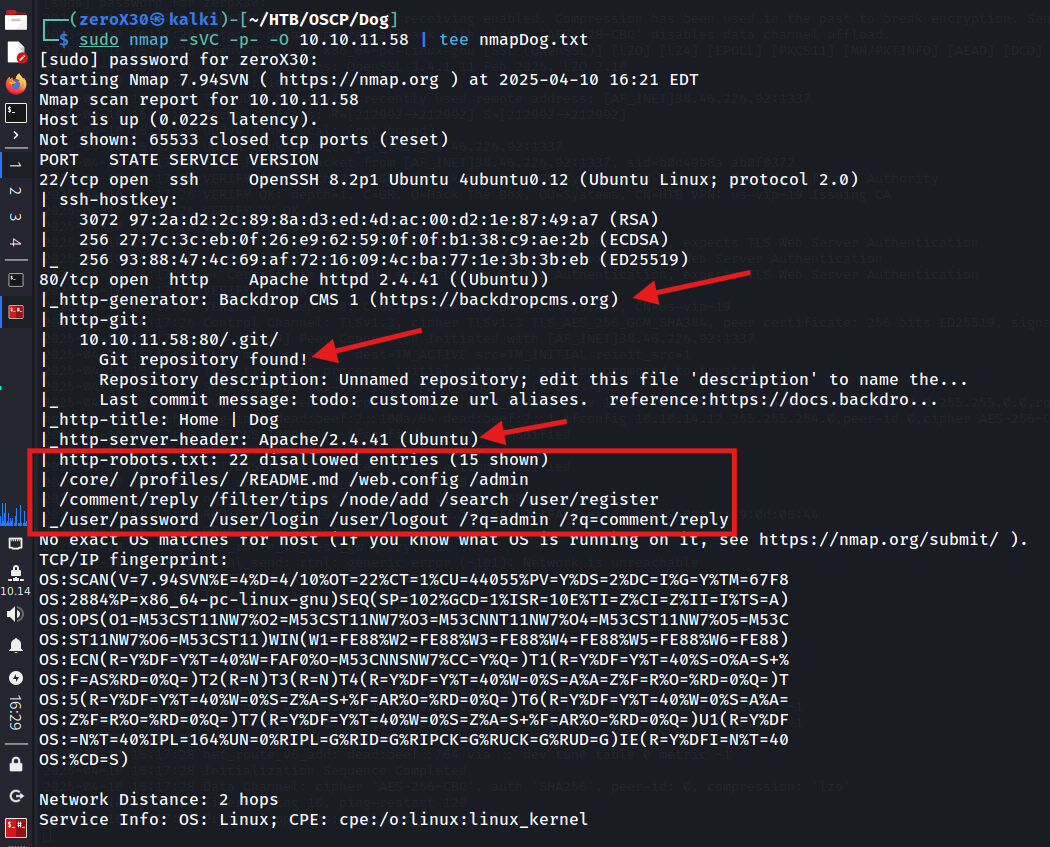 ┌──(zeroX30㉿kalki)-[~/HTB/OSCP/Dog]
└─$ sudo nmap -sVC -p- -O 10.10.11.58 | tee nmapDog.txt
[sudo] password for zeroX30:
Starting Nmap 7.94SVN ( https://nmap.org ) at 2025-04-10 16:21 EDT
Nmap scan report for 10.10.11.58
Host is up (0.022s latency).
Not shown: 65533 closed tcp ports (reset)
PORT   STATE SERVICE VERSION
22/tcp open  ssh     OpenSSH 8.2p1 Ubuntu 4ubuntu0.12 (Ubuntu Linux; protocol 2.0)
| ssh-hostkey:
|   3072 97:2a:d2:2c:89:8a:d3:ed:4d:ac:00:d2:1e:87:49:a7 (RSA)
|   256 27:7c:3c:eb:0f:26:e9:62:59:0f:0f:b1:38:c9:ae:2b (ECDSA)
|_  256 93:88:47:4c:69:af:72:16:09:4c:ba:77:1e:3b:3b:eb (ED25519)
80/tcp open  http    Apache httpd 2.4.41 ((Ubuntu))
|_http-generator: Backdrop CMS 1 (https://backdropcms.org)
| http-git:
|   10.10.11.58:80/.git/
|     Git repository found!
|     Repository description: Unnamed repository; edit this file 'description' to name the...
|_    Last commit message: todo: customize url aliases.  reference:https://docs.backdro...
|_http-title: Home | Dog
|_http-server-header: Apache/2.4.41 (Ubuntu)
| http-robots.txt: 22 disallowed entries (15 shown)
| /core/ /profiles/ /README.md /web.config /admin
| /comment/reply /filter/tips /node/add /search /user/register
|_/user/password /user/login /user/logout /?q=admin /?q=comment/reply
No exact OS matches for host (If you know what OS is running on it, see https://nmap.org/submit/ ).
TCP/IP fingerprint:
OS:SCAN(V=7.94SVN%E=4%D=4/10%OT=22%CT=1%CU=44055%PV=Y%DS=2%DC=I%G=Y%TM=67F8
OS:2884%P=x86_64-pc-linux-gnu)SEQ(SP=102%GCD=1%ISR=10E%TI=Z%CI=Z%II=I%TS=A)
OS:OPS(O1=M53CST11NW7%O2=M53CST11NW7%O3=M53CNNT11NW7%O4=M53CST11NW7%O5=M53C
OS:ST11NW7%O6=M53CST11)WIN(W1=FE88%W2=FE88%W3=FE88%W4=FE88%W5=FE88%W6=FE88)
OS:ECN(R=Y%DF=Y%T=40%W=FAF0%O=M53CNNSNW7%CC=Y%Q=)T1(R=Y%DF=Y%T=40%S=O%A=S+%
OS:F=AS%RD=0%Q=)T2(R=N)T3(R=N)T4(R=Y%DF=Y%T=40%W=0%S=A%A=Z%F=R%O=%RD=0%Q=)T
OS:5(R=Y%DF=Y%T=40%W=0%S=Z%A=S+%F=AR%O=%RD=0%Q=)T6(R=Y%DF=Y%T=40%W=0%S=A%A=
OS:Z%F=R%O=%RD=0%Q=)T7(R=Y%DF=Y%T=40%W=0%S=Z%A=S+%F=AR%O=%RD=0%Q=)U1(R=Y%DF
OS:=N%T=40%IPL=164%UN=0%RIPL=G%RID=G%RIPCK=G%RUCK=G%RUD=G)IE(R=Y%DFI=N%T=40
OS:%CD=S)
Network Distance: 2 hops
Service Info: OS: Linux; CPE: cpe:/o:linux:linux_kernel
1
2
3
4
10.14
16:29